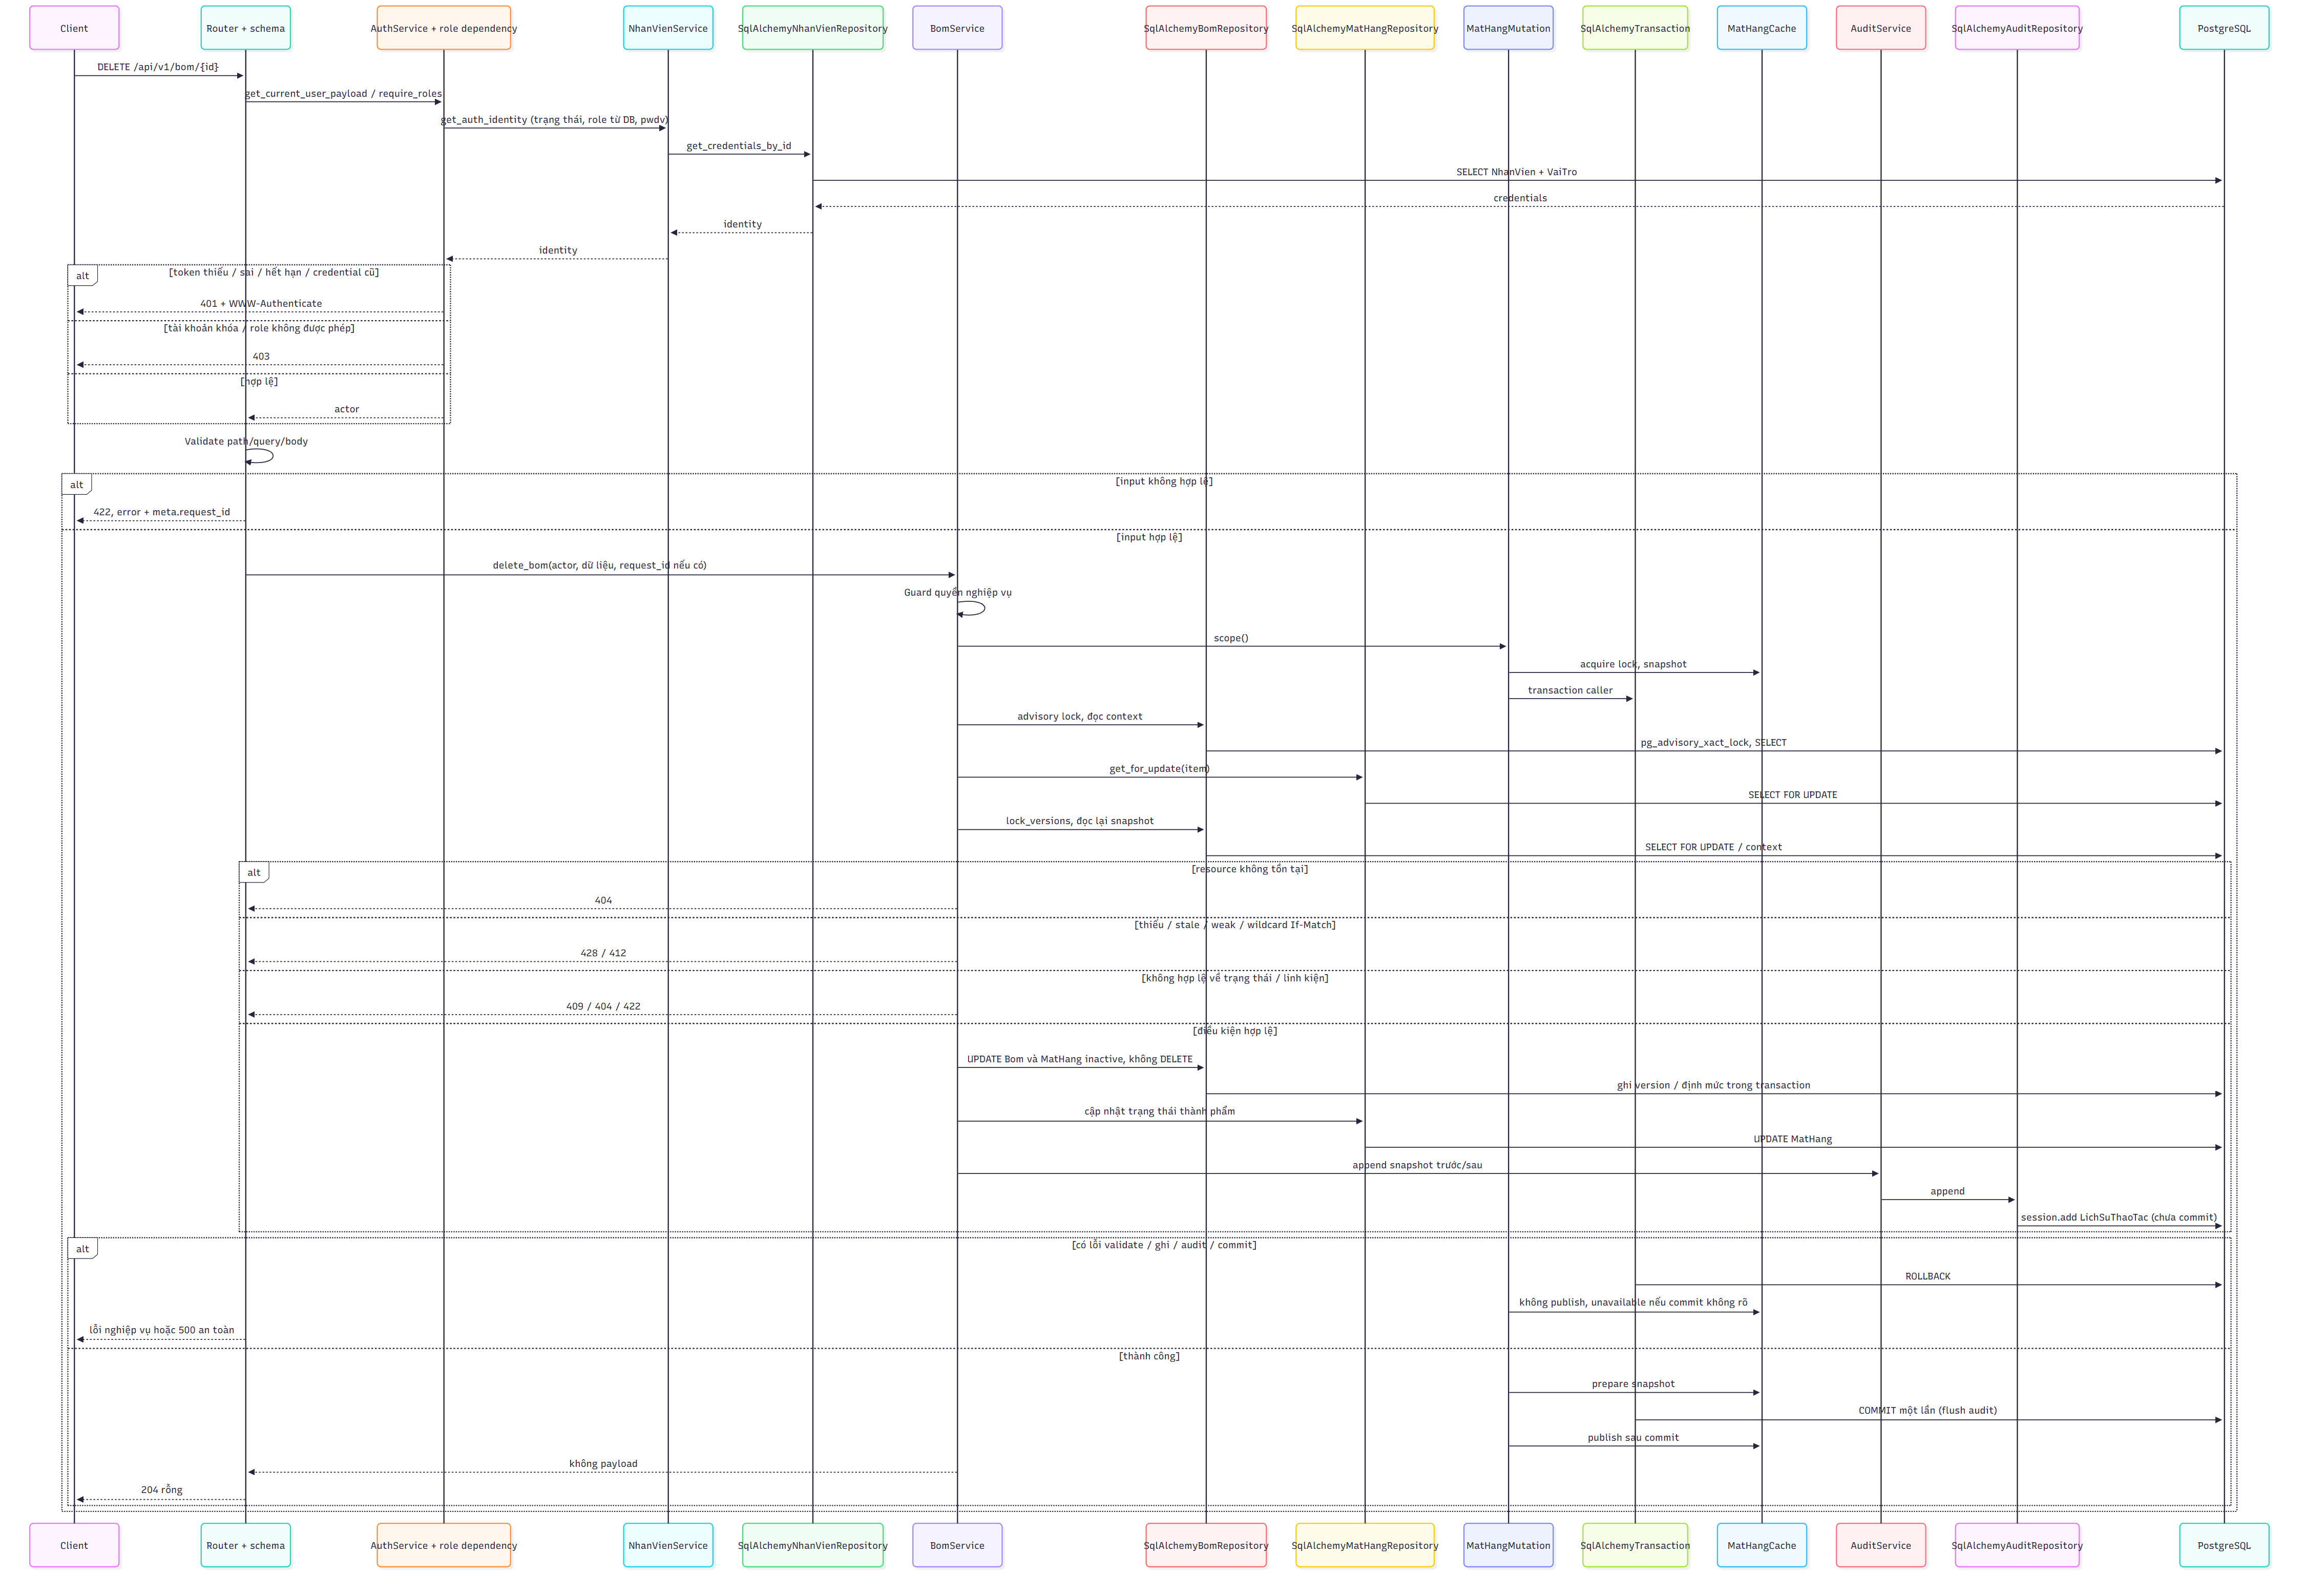 Client
Router + schema
AuthService + role dependency
NhanVienService
SqlAlchemyNhanVienRepository
BomService
SqlAlchemyBomRepository
SqlAlchemyMatHangRepository
MatHangMutation
SqlAlchemyTransaction
MatHangCache
AuditService
SqlAlchemyAuditRepository
PostgreSQL
DELETE /api/v1/bom/{id}
get_current_user_payload / require_roles
get_auth_identity (trạng thái, role từ DB, pwdv)
get_credentials_by_id
SELECT NhanVien + VaiTro
credentials
identity
identity
alt
[token thiếu / sai / hết hạn / credential cũ]
401 + WWW-Authenticate
[tài khoản khóa / role không được phép]
403
[hợp lệ]
actor
Validate path/query/body
alt
[input không hợp lệ]
422, error + meta.request_id
[input hợp lệ]
delete_bom(actor, dữ liệu, request_id nếu có)
Guard quyền nghiệp vụ
scope()
acquire lock, snapshot
transaction caller
advisory lock, đọc context
pg_advisory_xact_lock, SELECT
get_for_update(item)
SELECT FOR UPDATE
lock_versions, đọc lại snapshot
SELECT FOR UPDATE / context
alt
[resource không tồn tại]
404
[thiếu / stale / weak / wildcard If-Match]
428 / 412
[không hợp lệ về trạng thái / linh kiện]
409 / 404 / 422
[điều kiện hợp lệ]
UPDATE Bom và MatHang inactive, không DELETE
ghi version / định mức trong transaction
cập nhật trạng thái thành phẩm
UPDATE MatHang
append snapshot trước/sau
append
session.add LichSuThaoTac (chưa commit)
alt
[có lỗi validate / ghi / audit / commit]
ROLLBACK
không publish, unavailable nếu commit không rõ
lỗi nghiệp vụ hoặc 500 an toàn
[thành công]
prepare snapshot
COMMIT một lần (flush audit)
publish sau commit
không payload
204 rỗng
Client
Router + schema
AuthService + role dependency
NhanVienService
SqlAlchemyNhanVienRepository
BomService
SqlAlchemyBomRepository
SqlAlchemyMatHangRepository
MatHangMutation
SqlAlchemyTransaction
MatHangCache
AuditService
SqlAlchemyAuditRepository
PostgreSQL